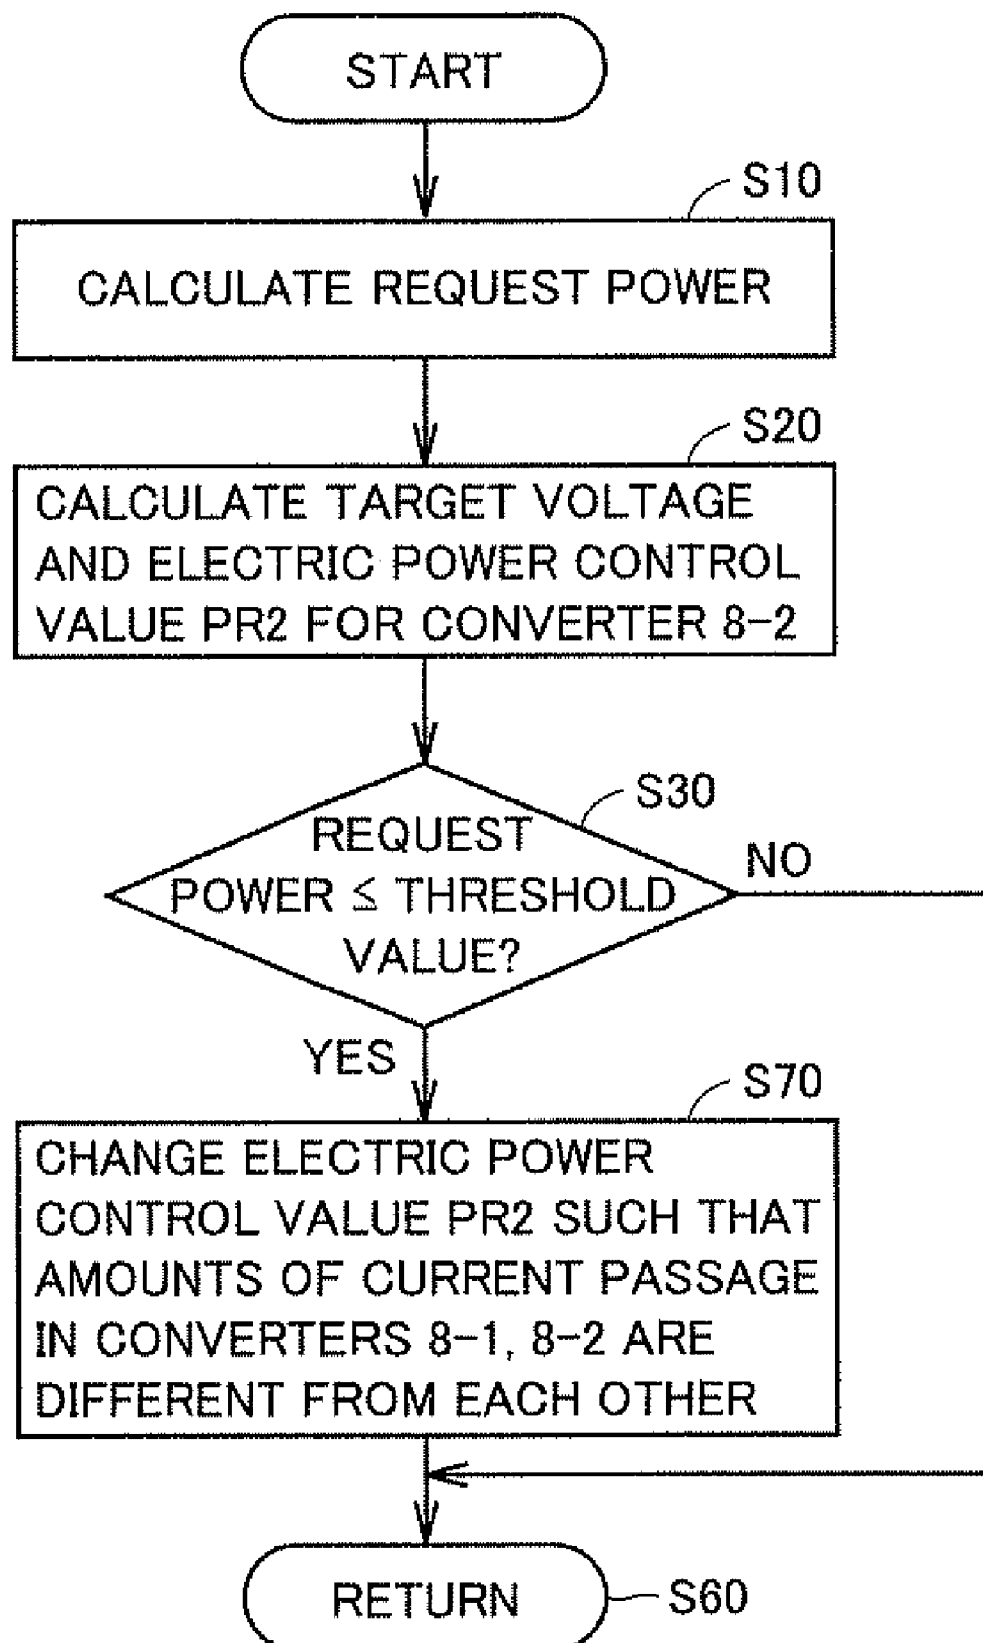 START
S10
CALCULATE REQUEST POWER
S20
CALCULATE TARGET VOLTAGE
AND ELECTRIC POWER CONTROL
VALUE PR2 FOR CONVERTER 8-2
S30
REQUEST
POWER ≤ THRESHOLD
VALUE?
NO
YES
S70
CHANGE ELECTRIC POWER
CONTROL VALUE PR2 SUCH THAT
AMOUNTS OF CURRENT PASSAGE
IN CONVERTERS 8-1, 8-2 ARE
DIFFERENT FROM EACH OTHER
RETURN
S60